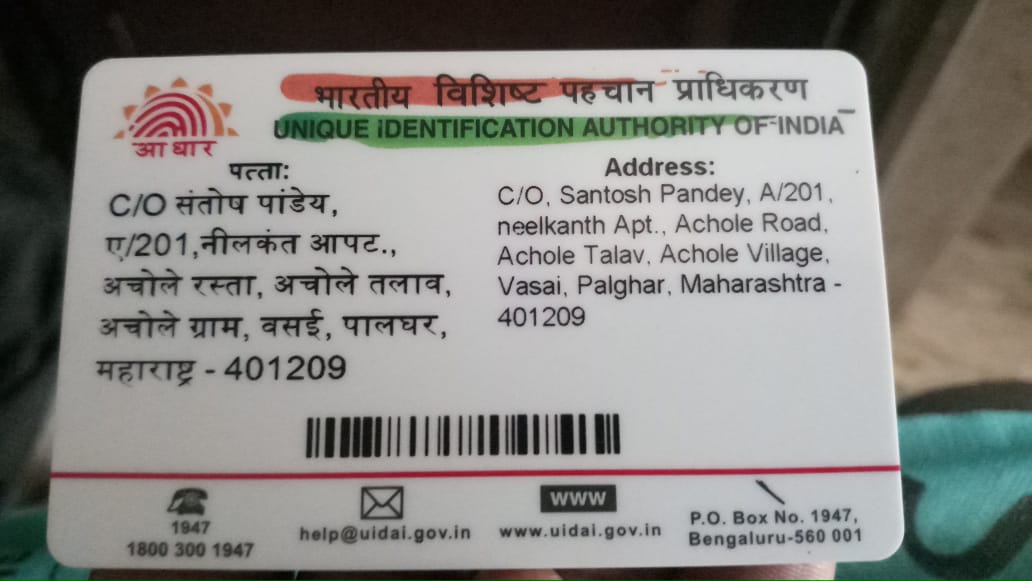 भारतीय विशिष्ट पहचान प्राधिकरण
UNIQUE iDENTIFICATION AUTHORITY OF INDIA
आधार
पत्ताः
C/O संतोष पांडेय,
ए/201,नीलकंत आपट.,
अचोले रस्ता, अचोले तलाव,
अचोले ग्राम, वसई, पालघर,
महाराष्ट्र - 401209
Address:
C/O, Santosh Pandey, A/201,
neelkanth Apt., Achole Road,
Achole Talav, Achole Village,
Vasai, Palghar, Maharashtra -
401209
1947
1800 300 1947
help@uidai.gov.in
www
www.uidai.gov.in
P.O. Box No. 1947,
Bengaluru-560 001